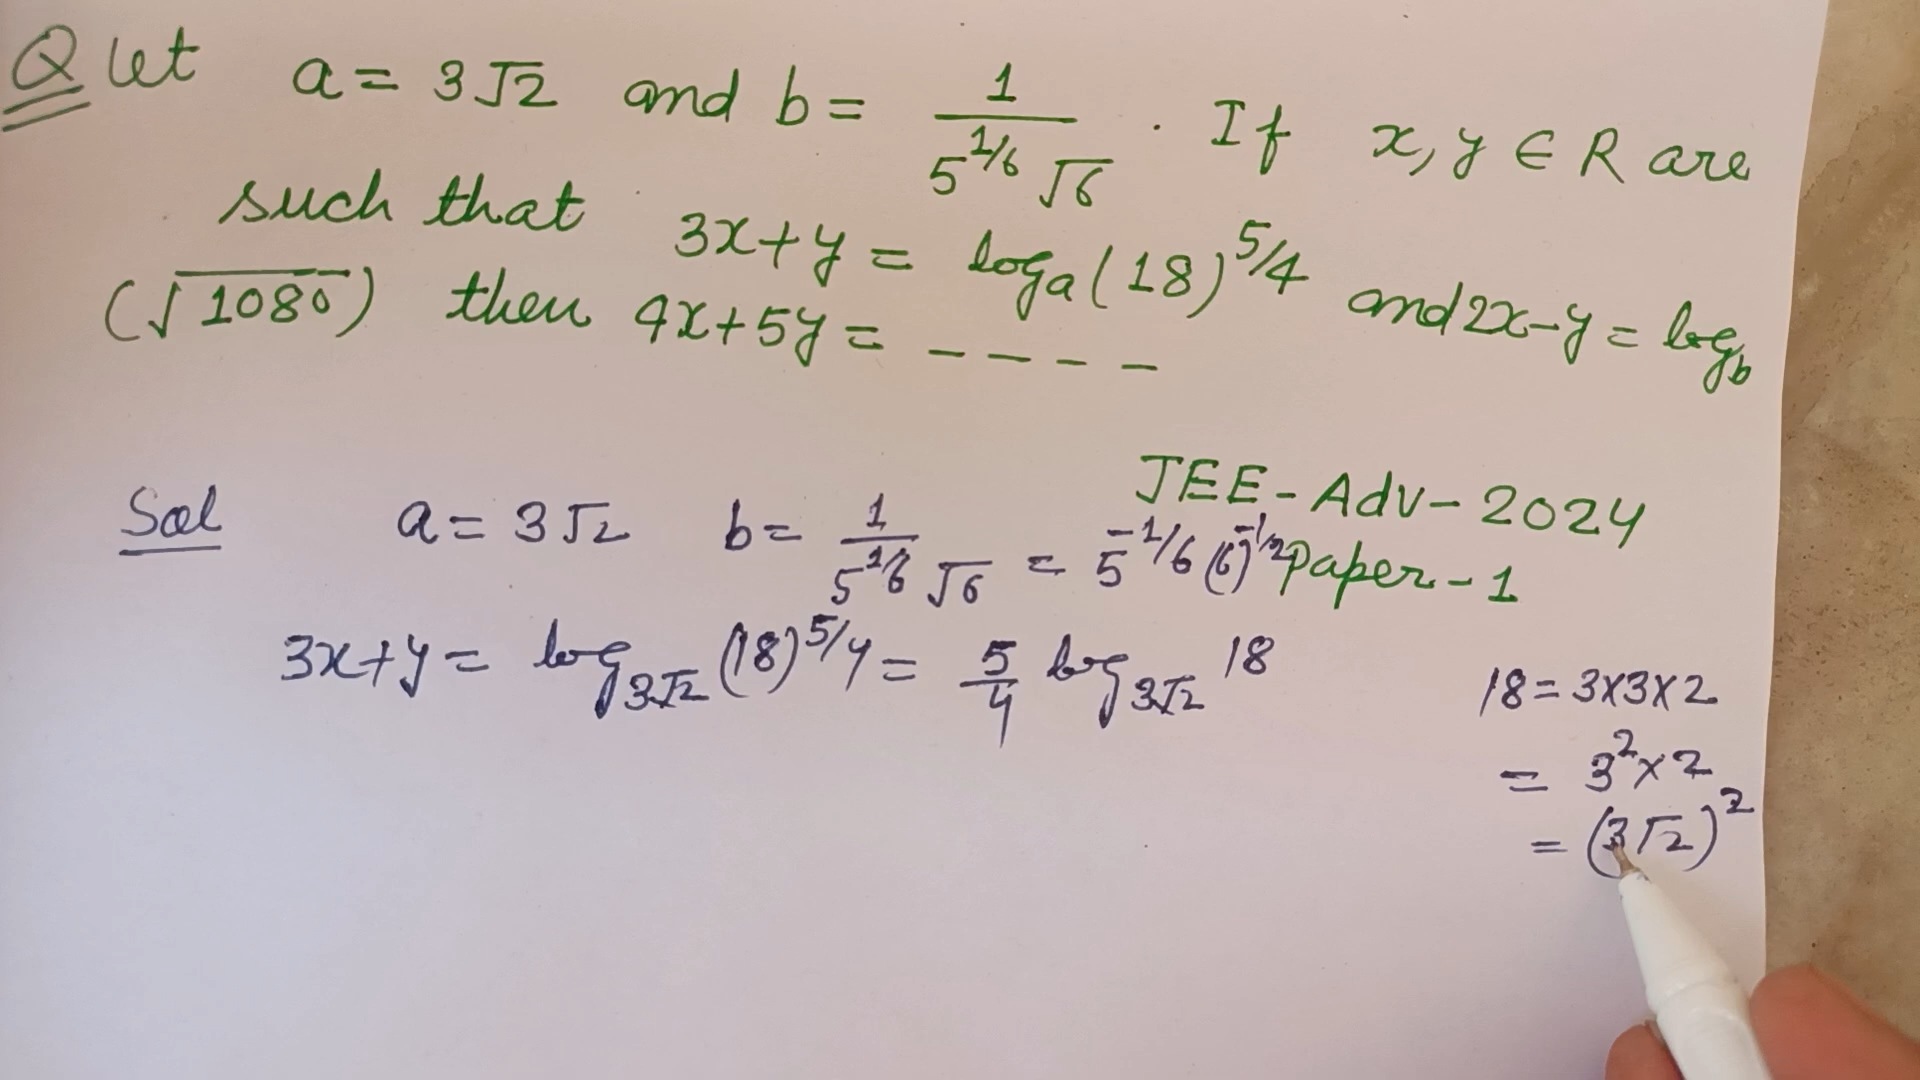 Q Let a = 3√2 and b = 1/(5^(1/6) √6) . If x, y ∈ R are
such that 3x+y = log_a (18)^(5/4) and 2x-y = log_b
(√1080) then 4x+5y = - - - -
JEE-Adv-2024
Paper-1
Sol a = 3√2 b = 1/(5^(1/6) √6) = 5^(-1/6) (6)^(-1/2)
3x+y = log_(3√2) (18)^(5/4) = 5/4 log_(3√2) 18
18 = 3×3×2
= 3^2×2
= (3√2)^2